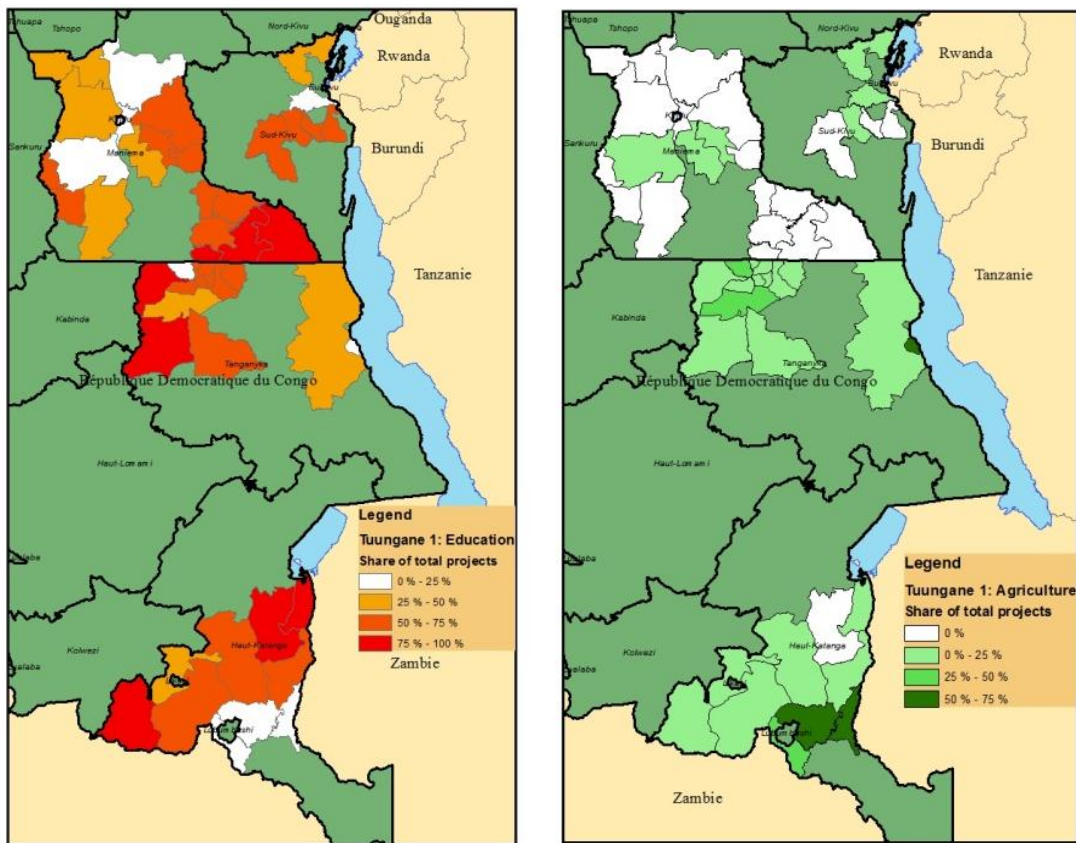 Tshuapa
Tshopo
Nord-Kivu
Ouganda
Rwanda
Sankuru
Maniema
Sud-Kivu
Burundi
Tanzanie
Kabinda
Tanganyka
République Democratique du Congo
Haut-Lomami
Legend
Tuungane 1: Education
Share of total projects
0 % - 25 %
25 % - 50 %
50 % - 75 %
75 % - 100 %
Kolwezi
Haut-Katanga
Zambie
Lubumbashi
Tshuapa
Tshopo
Nord-Kivu
Rwanda
Sankuru
Maniema
Sud-Kivu
Burundi
Tanzanie
Kabinda
Tanganyka
République Democratique du Congo
Haut-Lomami
Legend
Tuungane 1: Agriculture
Share of total projects
0 %
0 % - 25 %
25 % - 50 %
50 % - 75 %
Kolwezi
Haut-Katanga
Lubumbashi
Zambie